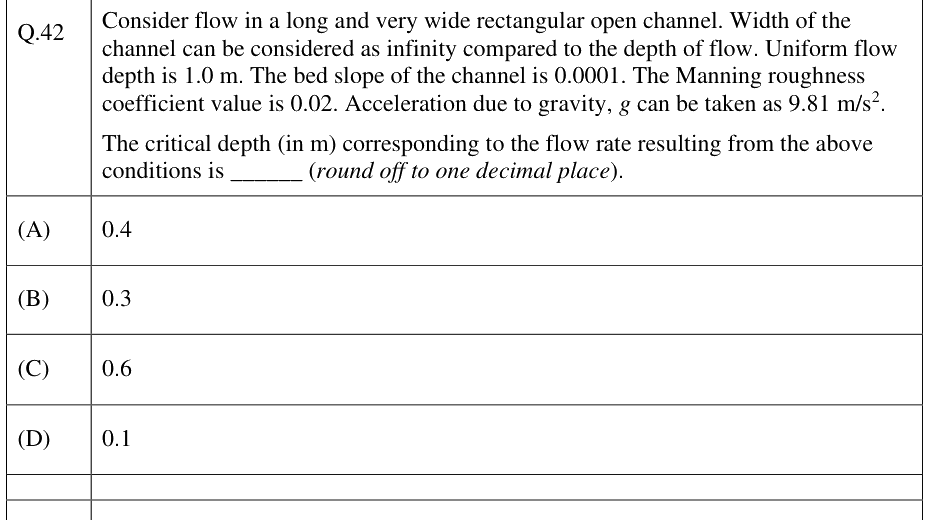 Q.42
Consider flow in a long and very wide rectangular open channel. Width of the
channel can be considered as infinity compared to the depth of flow. Uniform flow
depth is 1.0 m. The bed slope of the channel is 0.0001. The Manning roughness
coefficient value is 0.02. Acceleration due to gravity, g can be taken as 9.81 m/s².
The critical depth (in m) corresponding to the flow rate resulting from the above
conditions is ______ (round off to one decimal place).
(A) 0.4
(B) 0.3
(C) 0.6
(D) 0.1